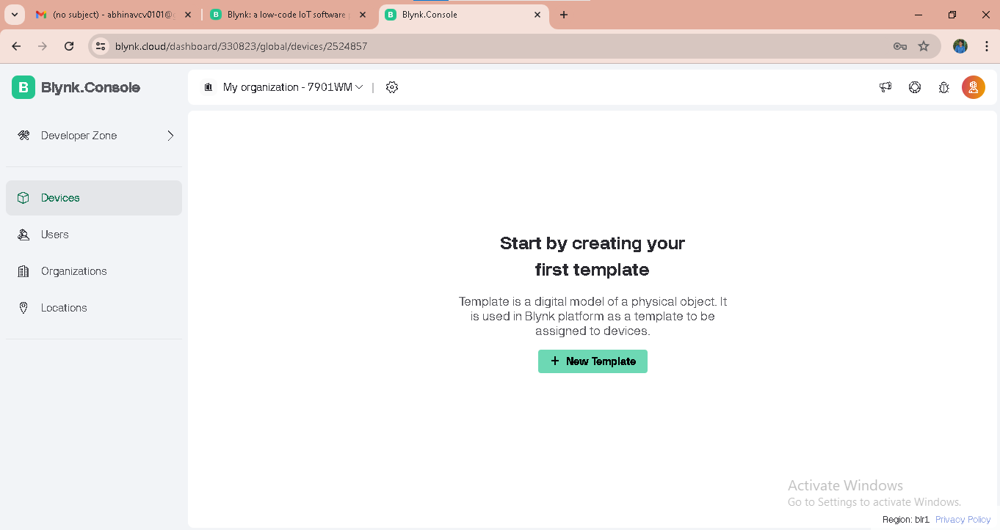 (no subject) - abhinavcv0101@g
Blynk: a low-code IoT software p
Blynk.Console
blynk.cloud/dashboard/330823/global/devices/2524857
B Blynk.Console
My organization - 7901WM
Developer Zone
Devices
Users
Organizations
Locations
Start by creating your
first template
Template is a digital model of a physical object. It
is used in Blynk platform as a template to be
assigned to devices.
+ New Template
Activate Windows
Go to Settings to activate Windows.
Region: blr1 Privacy Policy